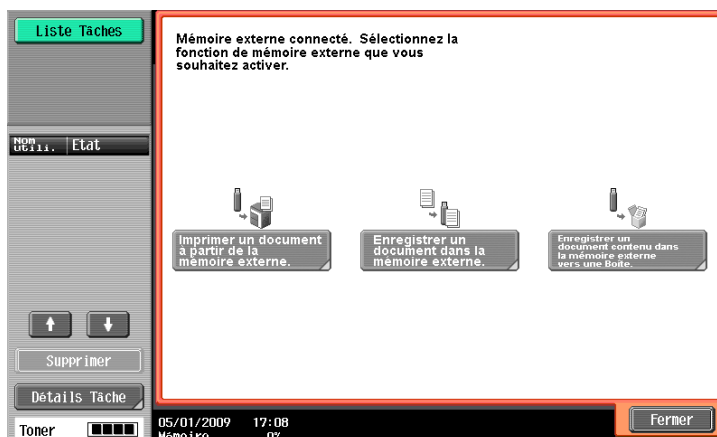 Liste Tâches
Mémoire externe connecté. Sélectionnez la
fonction de mémoire externe que vous
souhaitez activer.
Nom
Utili.
Etat
Imprimer un document
à partir de la
mémoire externe.
Enregistrer un
document dans la
mémoire externe.
Enregistrer un
document contenu dans
la mémoire externe
vers une Boîte.
Supprimer
Détails Tâche
Toner
05/01/2009 17:08
Mémoire 0%
Fermer